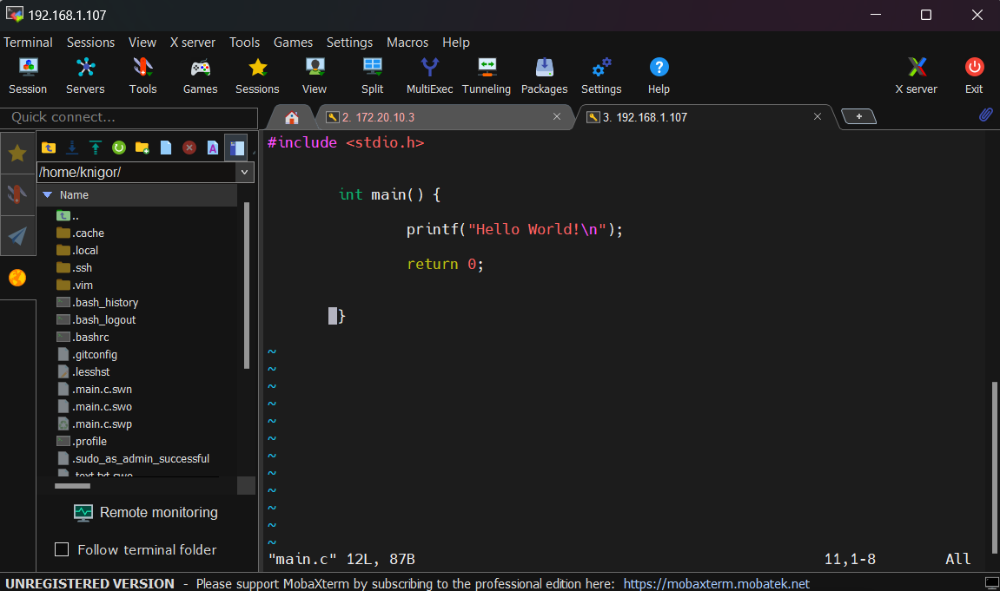 192.168.1.107
Terminal Sessions View X server Tools Games Settings Macros Help
Session Servers Tools Games Sessions View Split MultiExec Tunneling Packages Settings Help X server Exit
Quick connect...
2. 172.20.10.3
3. 192.168.1.107
/home/knigor/
Name
..
.cache
.local
.ssh
.vim
.bash_history
.bash_logout
.bashrc
.gitconfig
.lesshst
.main.c.swn
.main.c.swo
.main.c.swp
.profile
.sudo_as_admin_successful
.text.txt.swo
Remote monitoring
Follow terminal folder
#include <stdio.h>
int main() {
printf("Hello World!\n");
return 0;
}
~
~
~
~
~
~
~
~
~
~
~
~
"main.c" 12L, 87B 11,1-8 All
UNREGISTERED VERSION - Please support MobaXterm by subscribing to the professional edition here: https://mobaxterm.mobatek.net